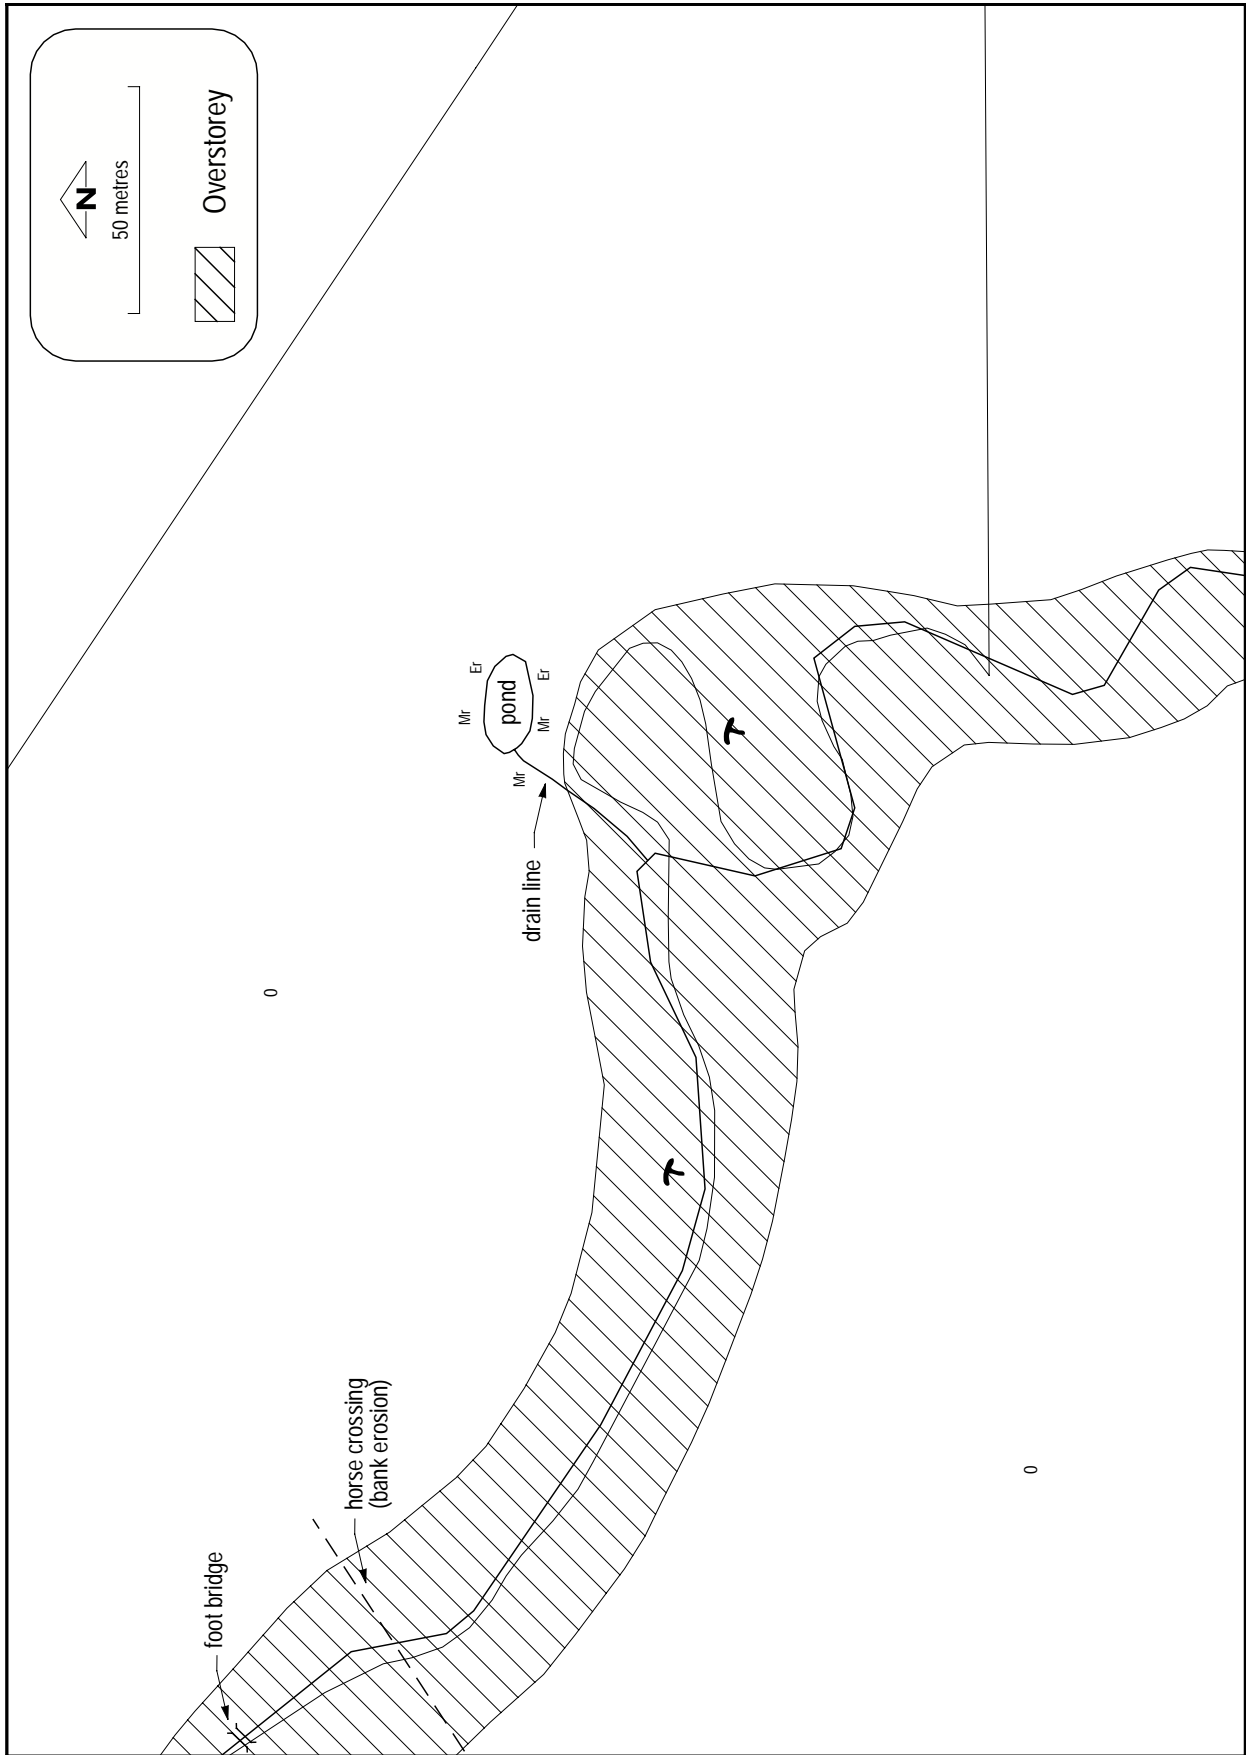 N
50 metres
Overstorey
Er
Mr
pond
Er
Mr
Mr
drain line
0
0
horse crossing
(bank erosion)
foot bridge